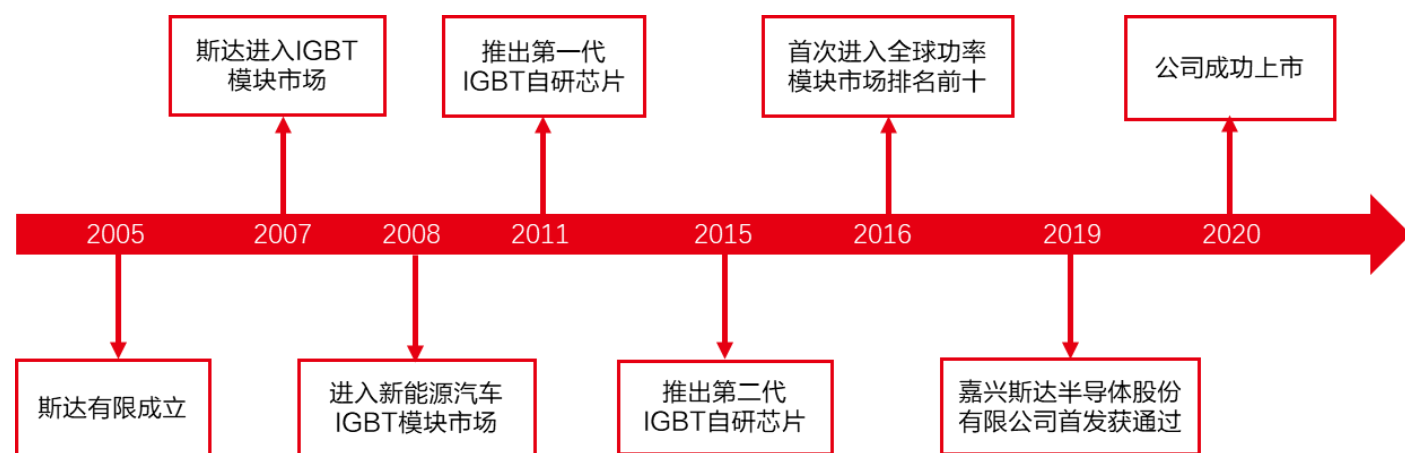 斯达进入IGBT
模块市场
推出第一代
IGBT自研芯片
首次进入全球功率
模块市场排名前十
公司成功上市
2005 2007 2008 2011 2015 2016 2019 2020
斯达有限成立
进入新能源汽车
IGBT模块市场
推出第二代
IGBT自研芯片
嘉兴斯达半导体股份
有限公司首发获通过